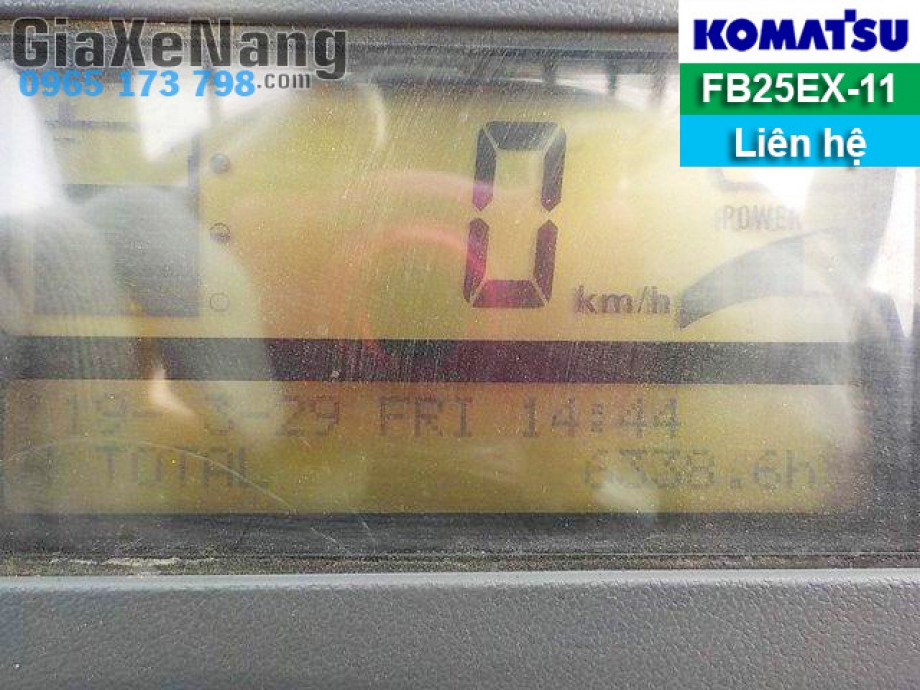 GiaXeNang
0965 173 798.com
KOMATSU
FB25EX-11
Liên hệ
0 km/h
POWER
19- 3-29 FRI 14:44
TOTAL 6338.6h